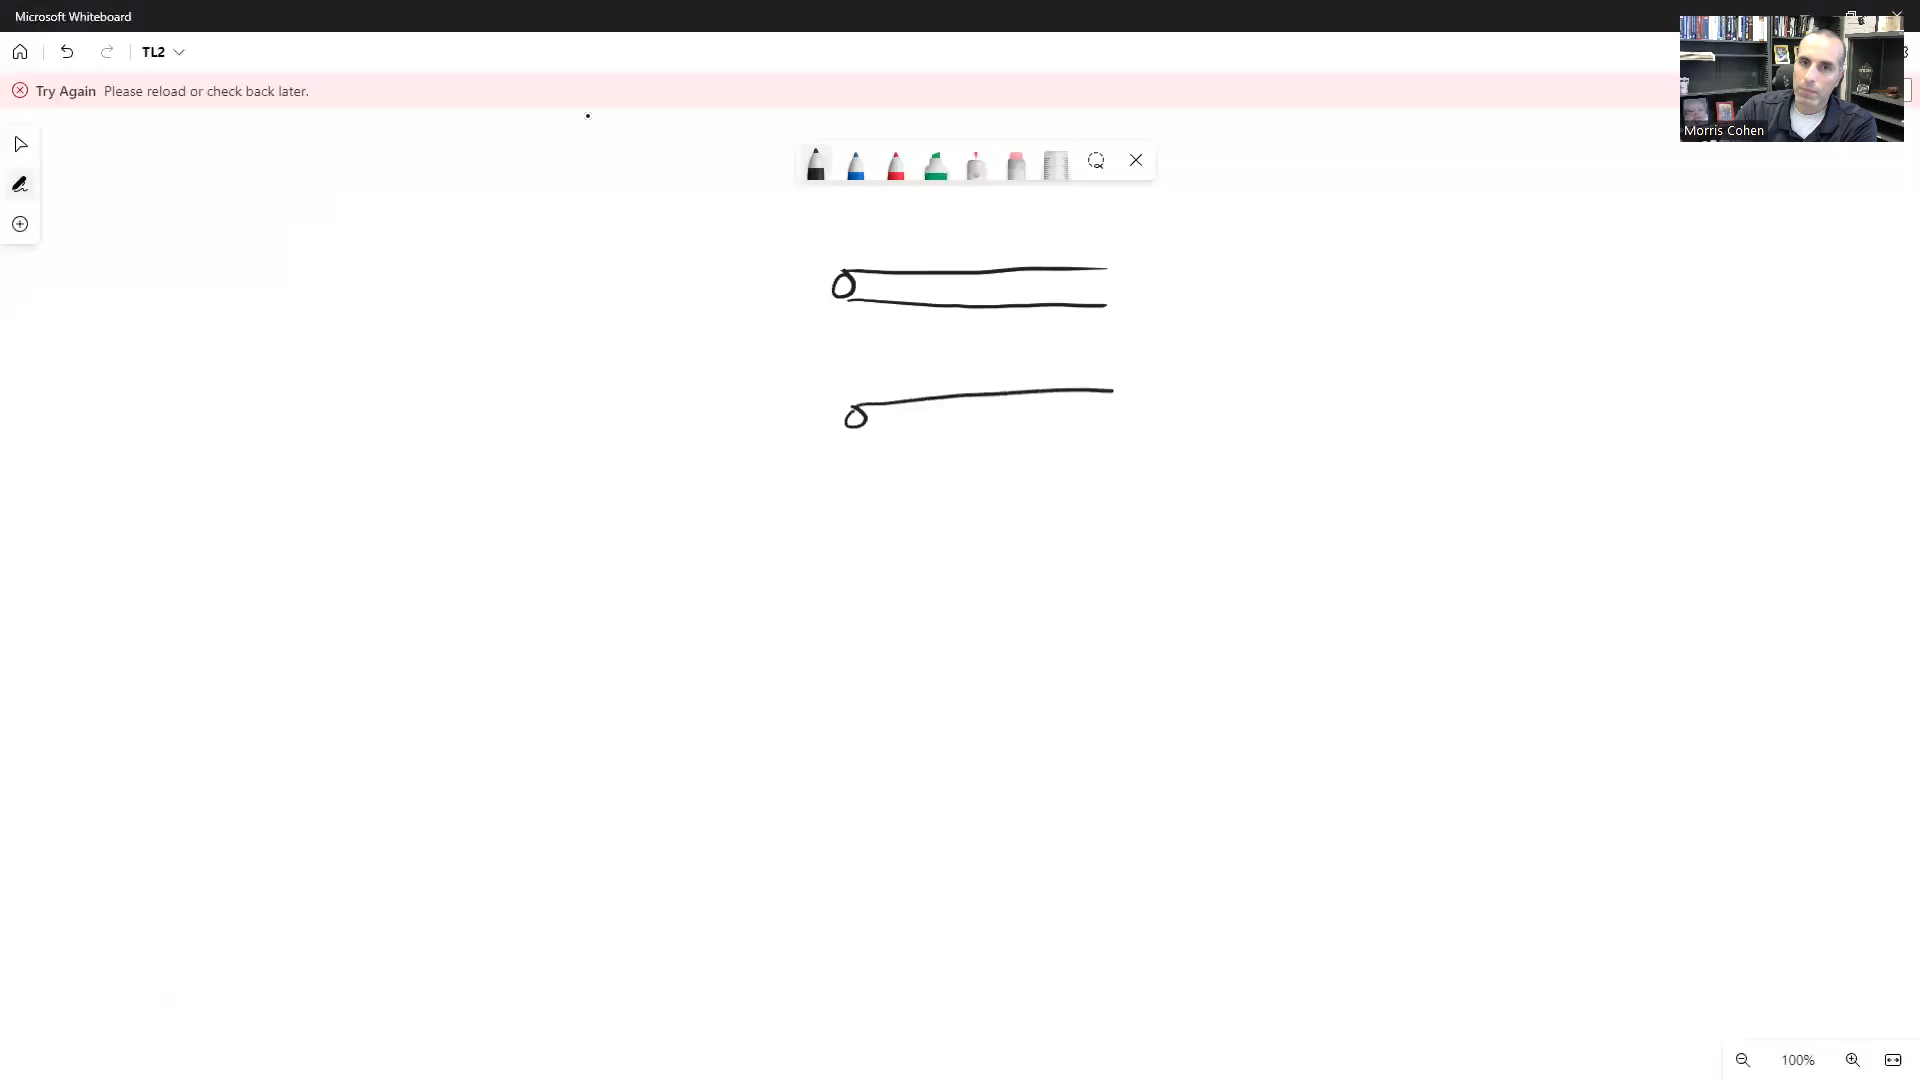 Microsoft Whiteboard
TL2
Try Again Please reload or check back later.
Morris Cohen
100%